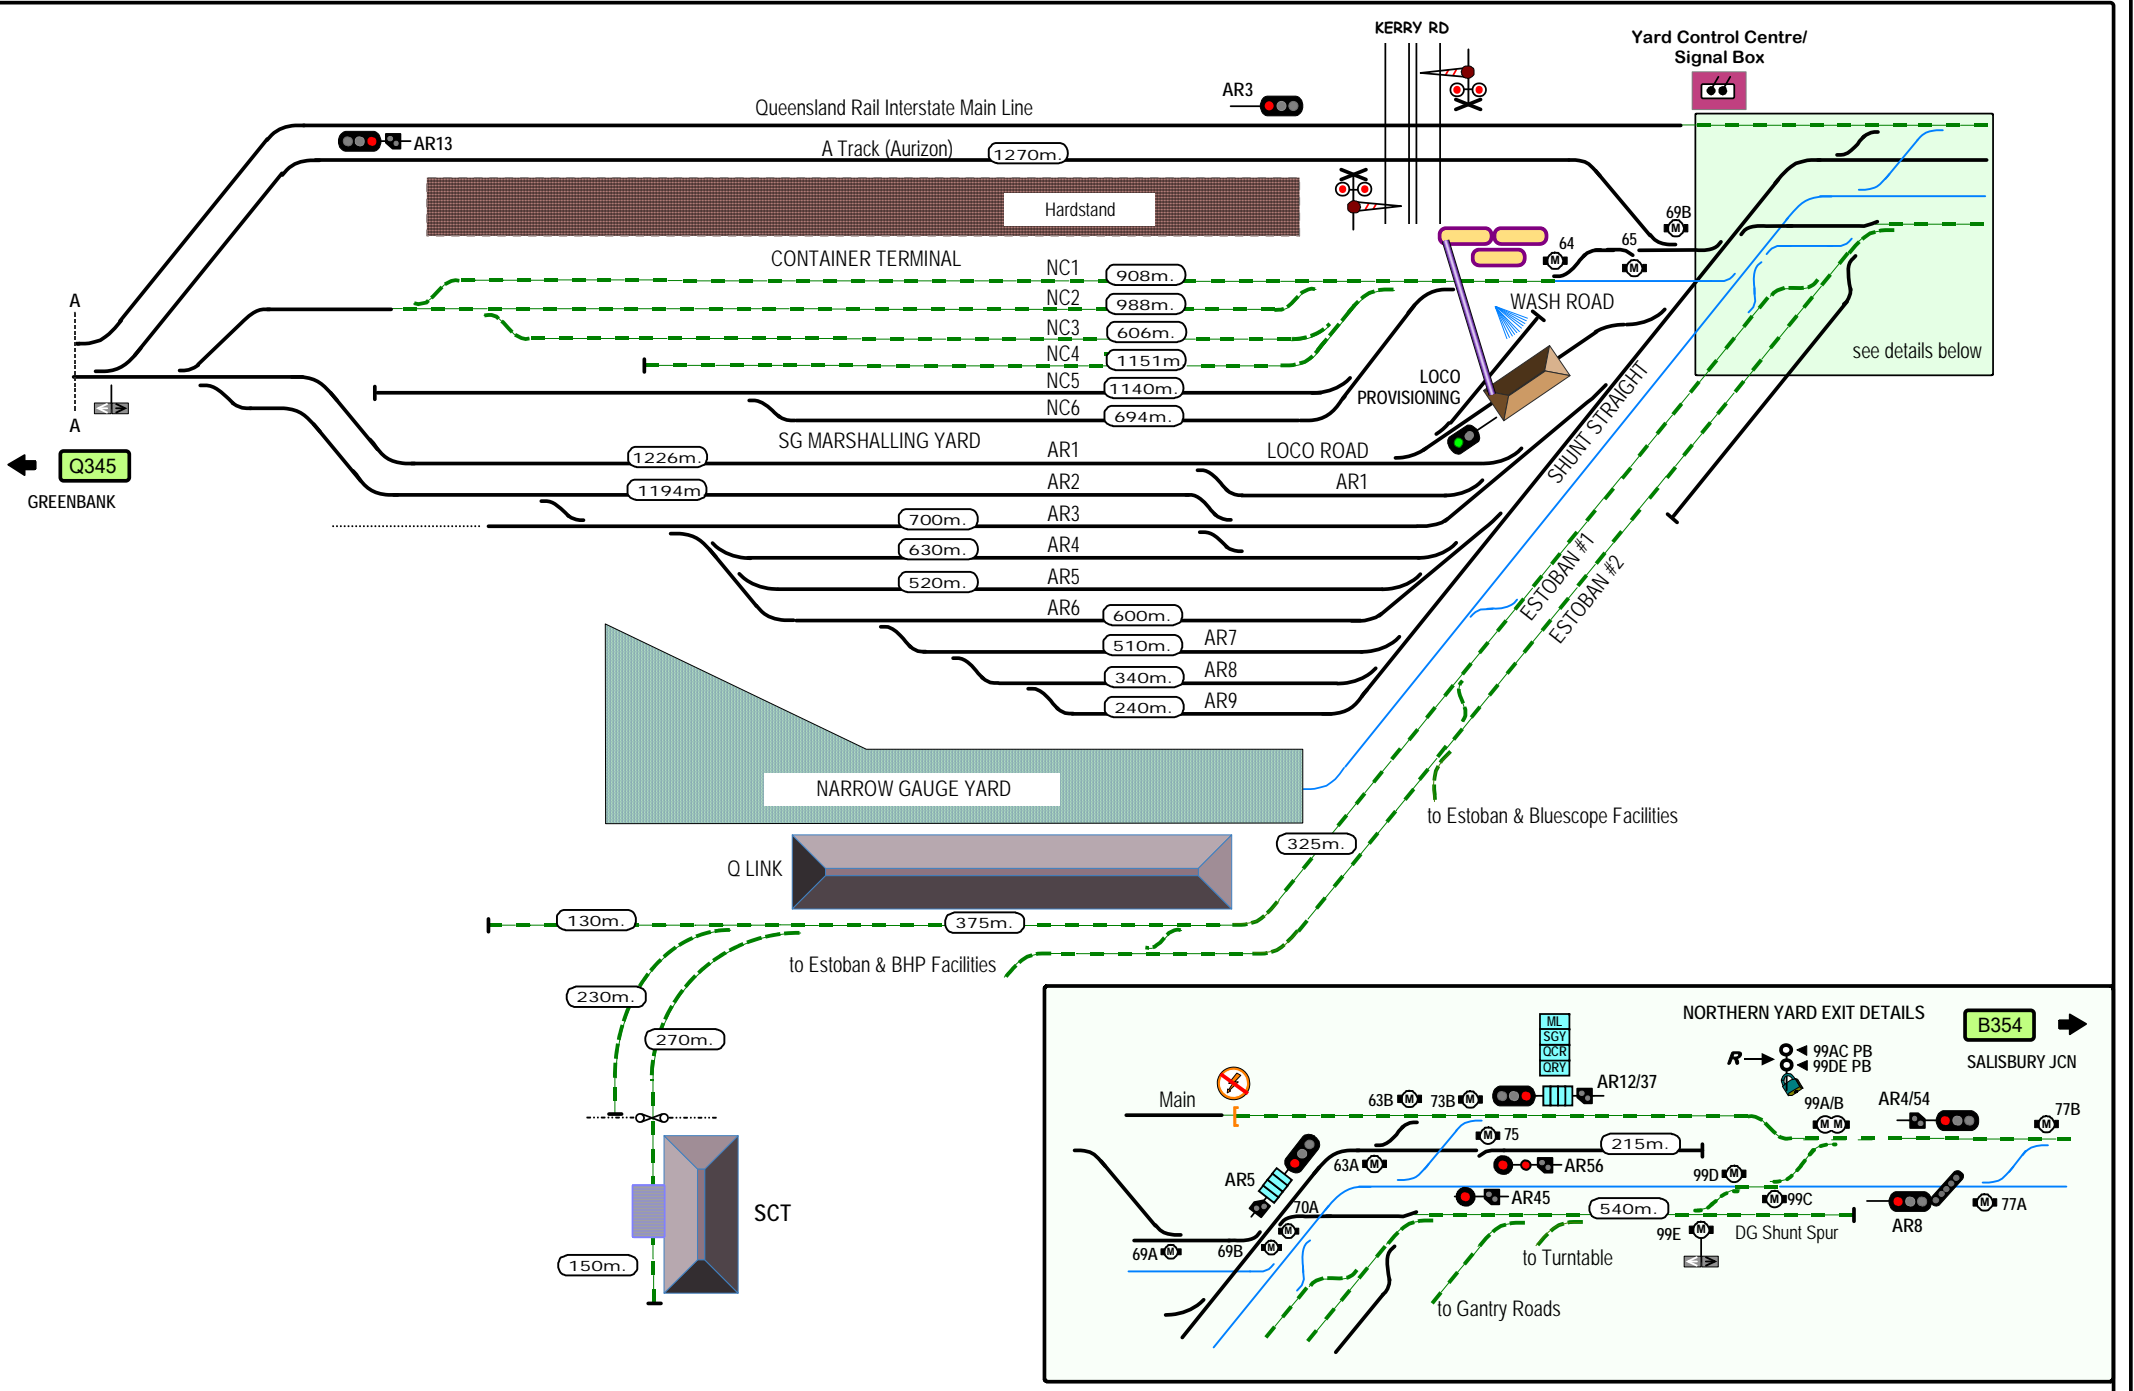 KERRY RD
Yard Control Centre/
Signal Box
AR3
Queensland Rail Interstate Main Line
AR13
A Track (Aurizon)
1270m.
Hardstand
69B
M
64
M
65
M
CONTAINER TERMINAL
NC1
908m.
NC2
988m.
NC3
606m.
NC4
1151m
NC5
1140m.
NC6
694m.
WASH ROAD
see details below
LOCO
PROVISIONING
A
A
Q345
GREENBANK
SG MARSHALLING YARD
LOCO ROAD
SHUNT STRAIGHT
1226m.
AR1
1194m
AR2
AR1
700m.
AR3
630m.
AR4
520m.
AR5
AR6
600m.
510m.
AR7
340m.
AR8
240m.
AR9
ESTOBAN #1
ESTOBAN #2
NARROW GAUGE YARD
to Estoban & Bluescope Facilities
325m.
Q LINK
130m.
375m.
to Estoban & BHP Facilities
230m.
270m.
SCT
150m.
NORTHERN YARD EXIT DETAILS
B354
SALISBURY JCN
ML
SGY
QCR
QRY
R
99AC PB
99DE PB
Main
63B
M
73B
M
AR12/37
99A/B
M
M
AR4/54
77B
M
M
75
215m.
63A
M
AR56
AR5
99D
M
AR45
M
99C
70A
M
540m.
AR8
M
77A
69A
M
69B
M
99E
M
DG Shunt Spur
to Turntable
to Gantry Roads